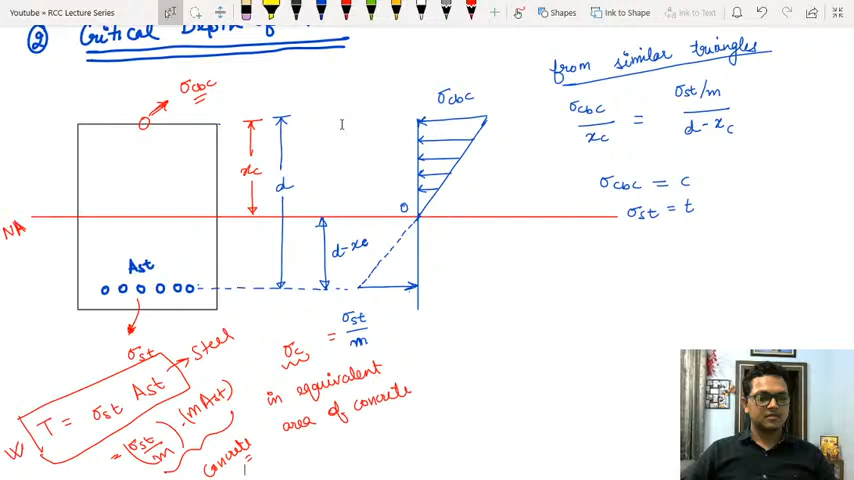 Youtube » RCC Lecture Series
Shapes
Ink to Shape
Ink to Text
② Critical Depth of
from similar triangles
σcbc
σcbc
σcbc / xc = (σst/m) / (d-xc)
xc
d
σcbc = c
σst = t
O
NA
d-xc
Ast
σst
σc = σst/m
Steel
T = σst Ast
in equivalent
area of concrete
= (σst/m) · (mAst)
Concrete